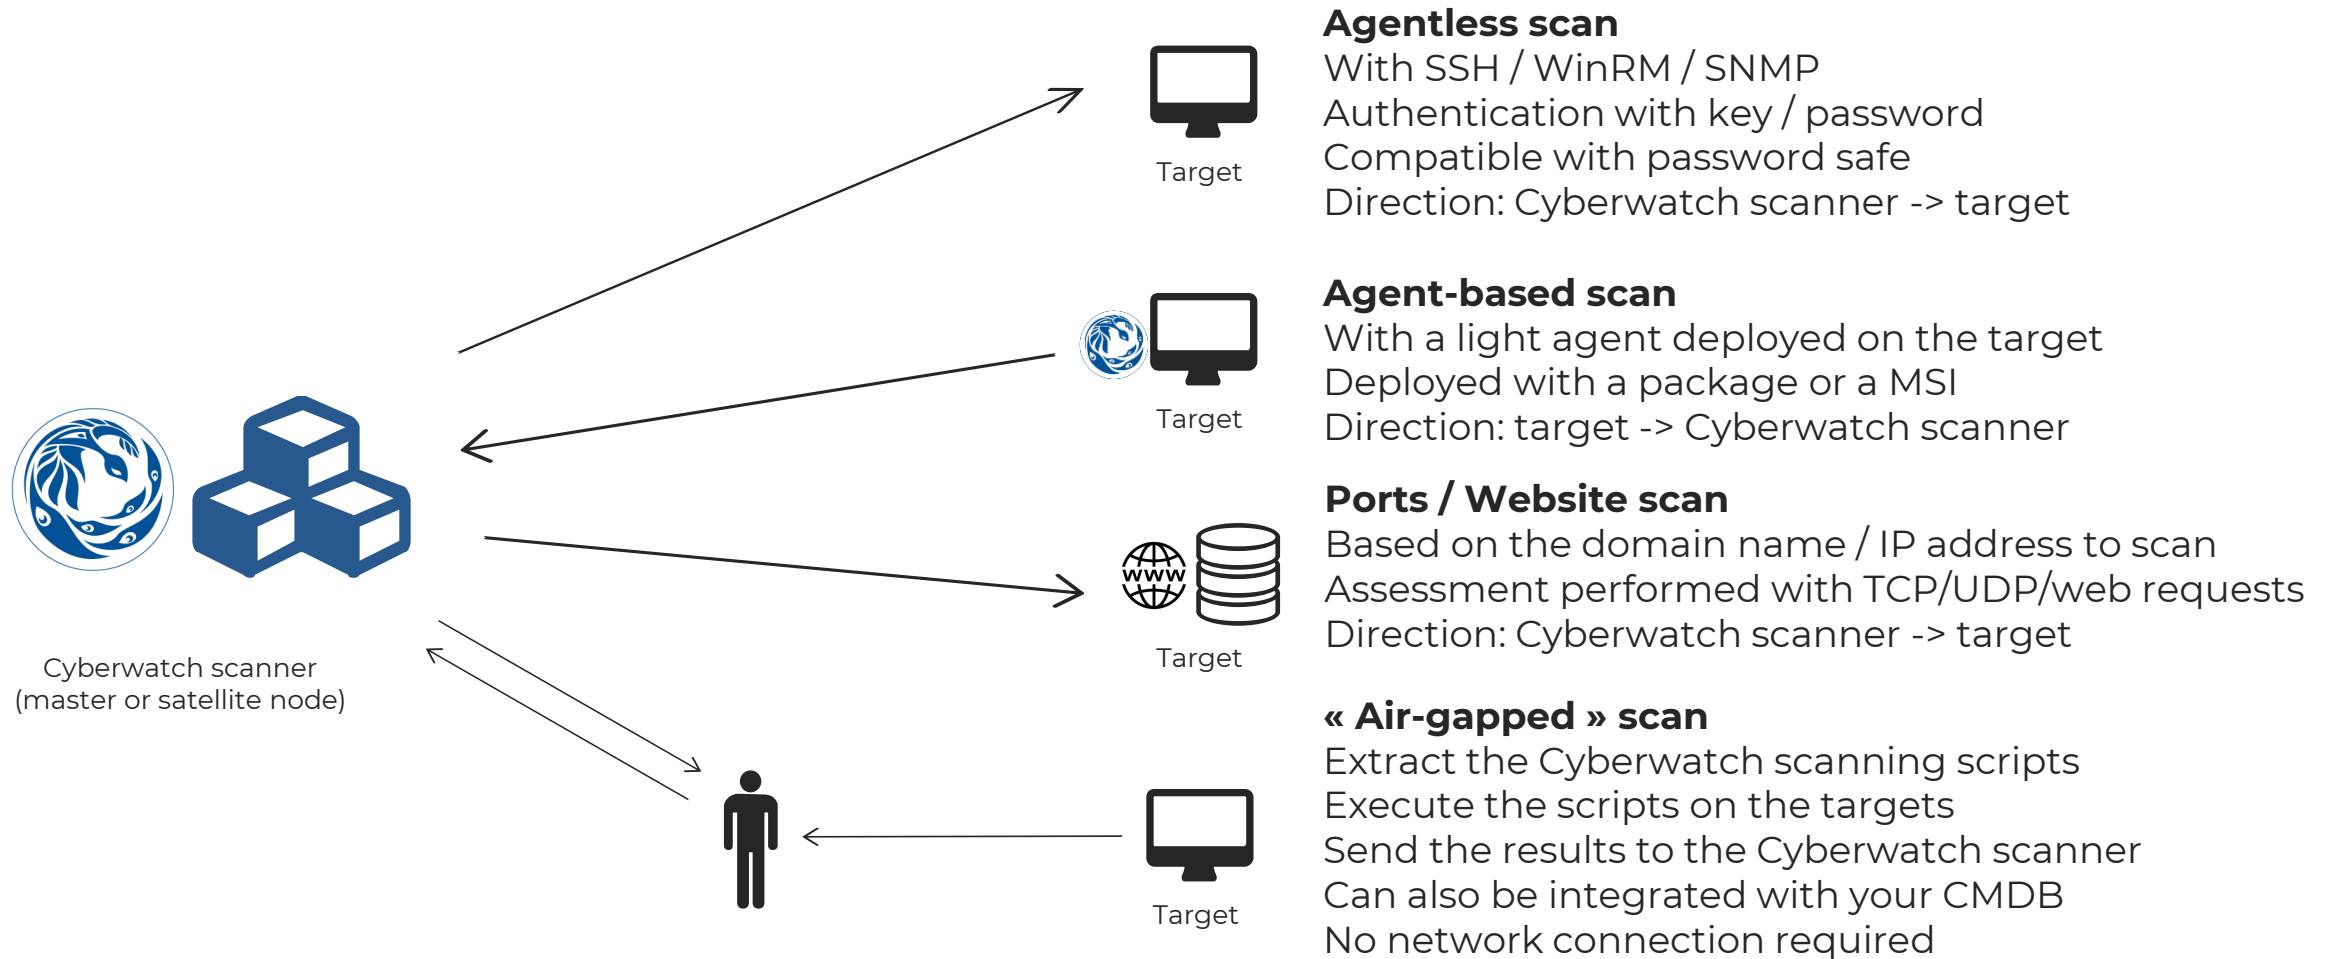 Agentless scan
With SSH / WinRM / SNMP
Authentication with key / password
Compatible with password safe
Direction: Cyberwatch scanner -> target
Target
Agent-based scan
With a light agent deployed on the target
Deployed with a package or a MSI
Direction: target -> Cyberwatch scanner
Target
Ports / Website scan
Based on the domain name / IP address to scan
Assessment performed with TCP/UDP/web requests
Direction: Cyberwatch scanner -> target
www
Target
Cyberwatch scanner
(master or satellite node)
« Air-gapped » scan
Extract the Cyberwatch scanning scripts
Execute the scripts on the targets
Send the results to the Cyberwatch scanner
Can also be integrated with your CMDB
No network connection required
Target